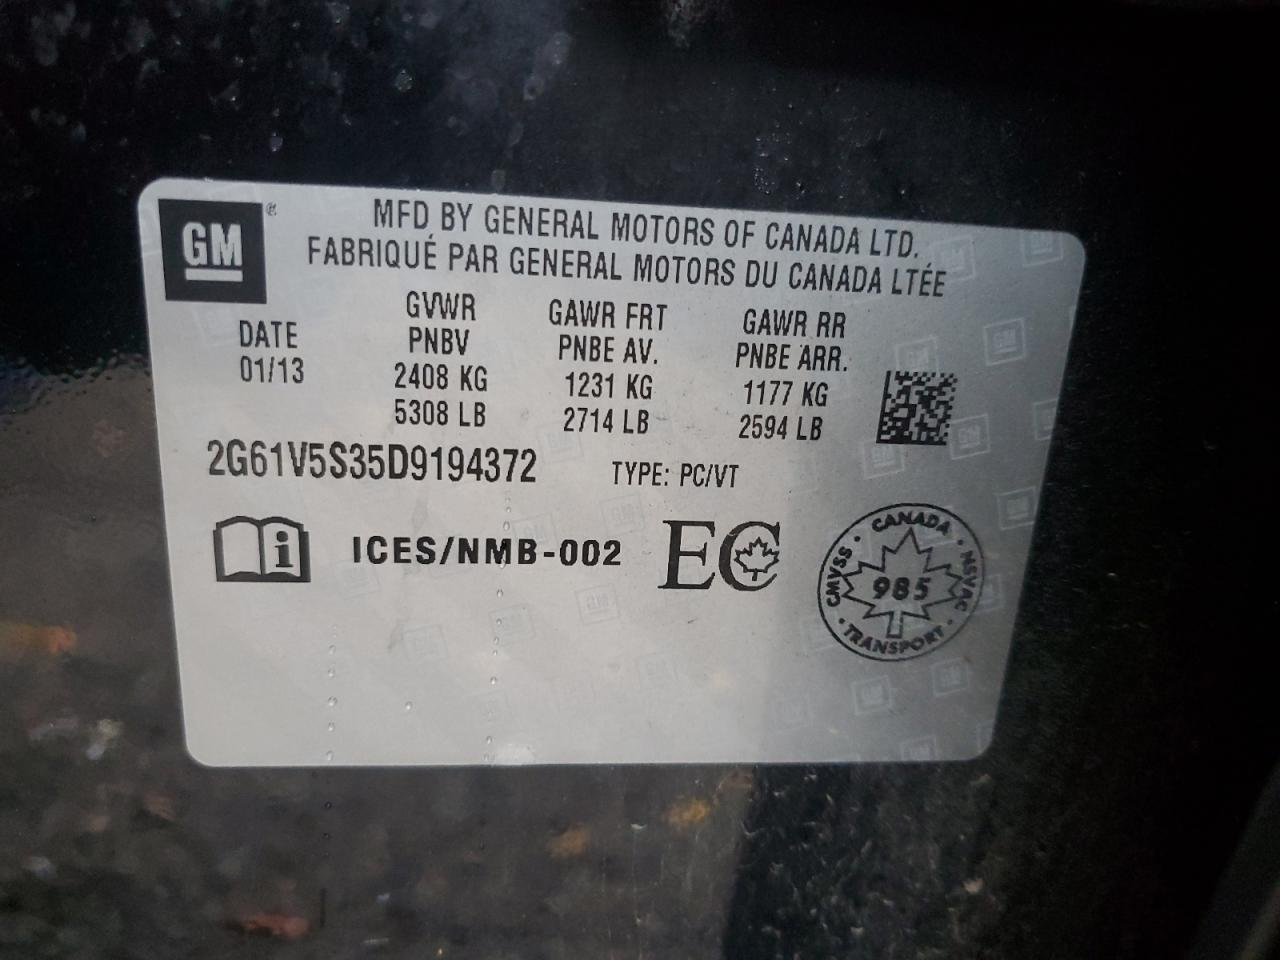 GM®
MFD BY GENERAL MOTORS OF CANADA LTD.
FABRIQUÉ PAR GENERAL MOTORS DU CANADA LTÉE
DATE
01/13
GVWR
PNBV
2408 KG
5308 LB
GAWR FRT
PNBE AV.
1231 KG
2714 LB
GAWR RR
PNBE ARR.
1177 KG
2594 LB
2G61V5S35D9194372
TYPE: PC/VT
i
ICES/NMB-002
EC
CANADA
CMVSS · NSVAC
985
· TRANSPORT ·